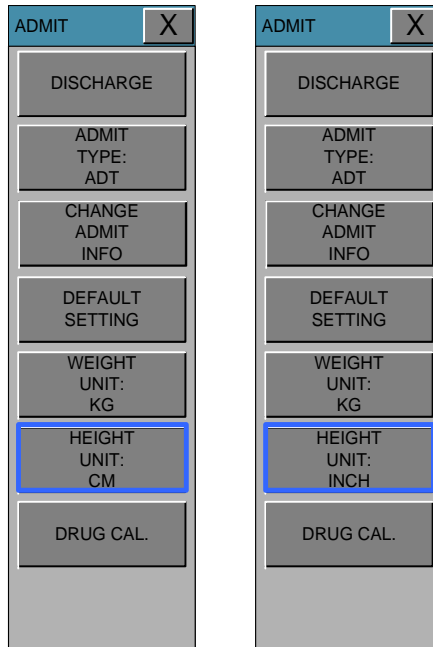 ADMIT X
DISCHARGE
ADMIT
TYPE:
ADT
CHANGE
ADMIT
INFO
DEFAULT
SETTING
WEIGHT
UNIT:
KG
HEIGHT
UNIT:
CM
DRUG CAL.
ADMIT X
DISCHARGE
ADMIT
TYPE:
ADT
CHANGE
ADMIT
INFO
DEFAULT
SETTING
WEIGHT
UNIT:
KG
HEIGHT
UNIT:
INCH
DRUG CAL.